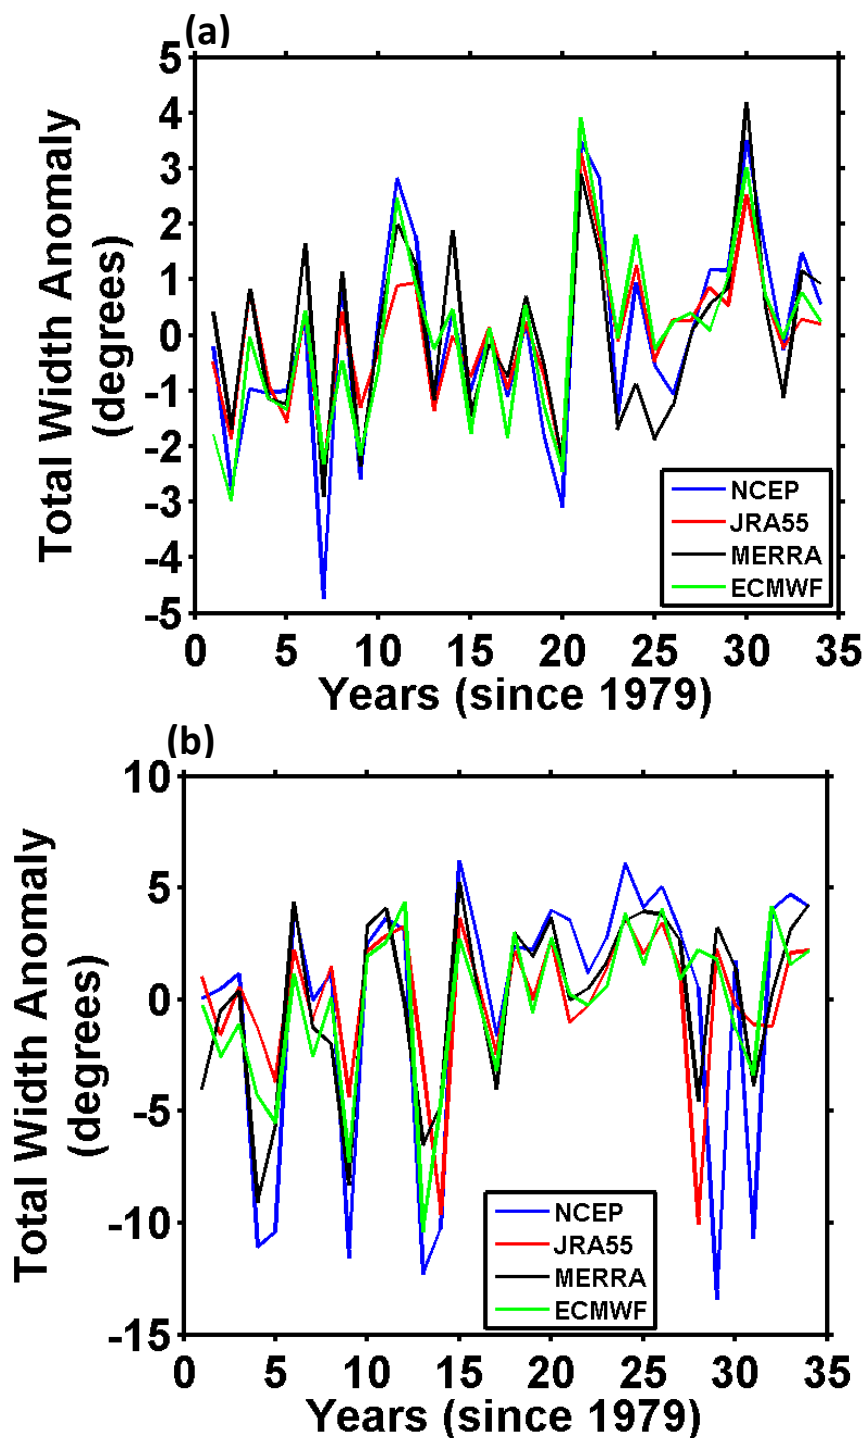 (a)
Total Width Anomaly
(degrees)
5
4
3
2
1
0
-1
-2
-3
-4
-5
NCEP
JRA55
MERRA
ECMWF
0 5 10 15 20 25 30 35
Years (since 1979)
(b)
Total Width Anomaly
(degrees)
10
5
0
-5
-10
-15
NCEP
JRA55
MERRA
ECMWF
0 5 10 15 20 25 30 35
Years (since 1979)